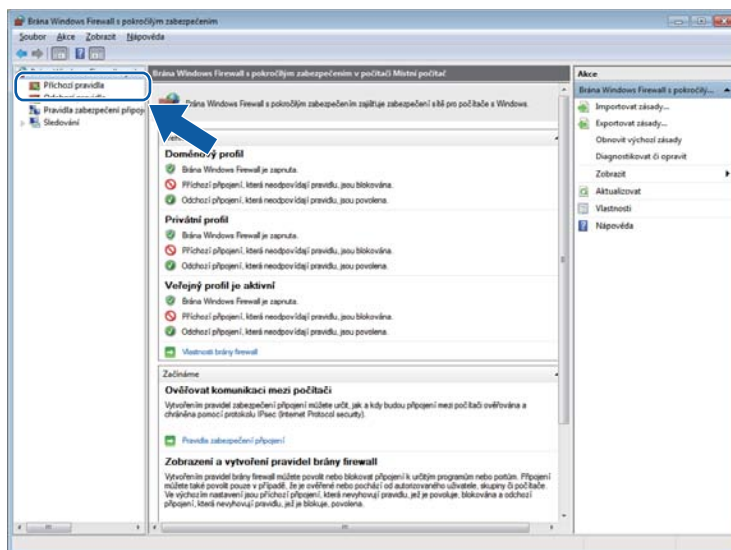 Brána Windows Firewall s pokročilým zabezpečením
Soubor Akce Zobrazit Nápověda
Příchozí pravidla
Odchozí pravidla
Pravidla zabezpečení připoj
Sledování
Brána Windows Firewall s pokročilým zabezpečením v počítači Místní počítač
Brána Windows Firewall s pokročilým zabezpečením zajišťuje zabezpečení sítě pro počítače s Windows.
Doménový profil
Brána Windows Firewall je zapnuta.
Příchozí připojení, která neodpovídají pravidlu, jsou blokována.
Odchozí připojení, která neodpovídají pravidlu, jsou povolena.
Privátní profil
Brána Windows Firewall je zapnuta.
Příchozí připojení, která neodpovídají pravidlu, jsou blokována.
Odchozí připojení, která neodpovídají pravidlu, jsou povolena.
Veřejný profil je aktivní
Brána Windows Firewall je zapnuta.
Příchozí připojení, která neodpovídají pravidlu, jsou blokována.
Odchozí připojení, která neodpovídají pravidlu, jsou povolena.
Vlastnosti brány firewall
Začínáme
Ověřovat komunikaci mezi počítači
Vytvořením pravidel zabezpečení připojení můžete určit, jak a kdy budou připojení mezi počítači ověřována a
chráněna pomocí protokolu IPsec (Internet Protocol security).
Pravidla zabezpečení připojení
Zobrazení a vytvoření pravidel brány firewall
Vytvořením pravidel brány firewall můžete povolit nebo blokovat připojení k určitým programům nebo portům. Připojení
můžete také povolit pouze v případě, že je ověřené nebo pochází od autorizovaného uživatele, skupiny či počítače.
Ve výchozím nastavení jsou příchozí připojení, která nevyhovují pravidlu, jež je povoluje, blokována a odchozí
připojení, která nevyhovují pravidlu, jež je blokuje, povolena.
Akce
Brána Windows Firewall s pokročilý...
Importovat zásady...
Exportovat zásady...
Obnovit výchozí zásady
Diagnostikovat či opravit
Zobrazit
Aktualizovat
Vlastnosti
Nápověda